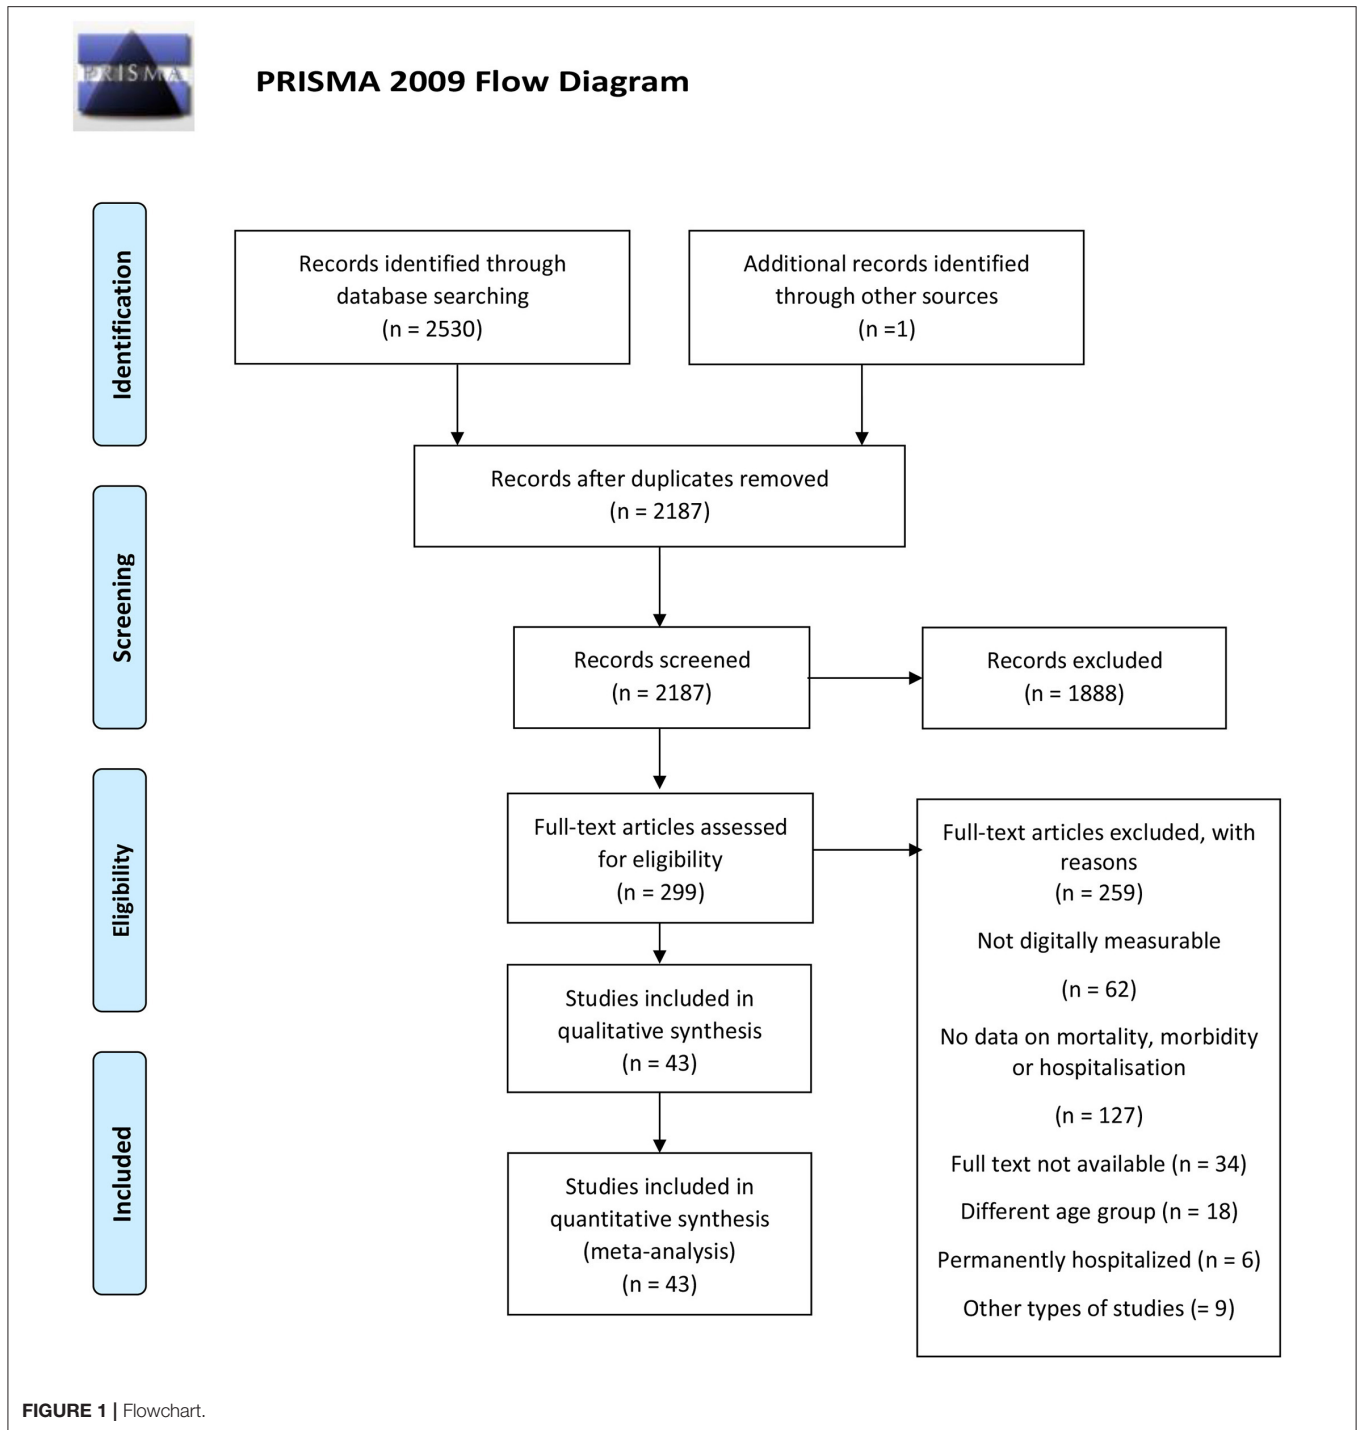 PRISMA
PRISMA 2009 Flow Diagram
Identification
Records identified through
database searching
(n = 2530)
Additional records identified
through other sources
(n =1)
Records after duplicates removed
(n = 2187)
Screening
Records screened
(n = 2187)
Records excluded
(n = 1888)
Eligibility
Full-text articles assessed
for eligibility
(n = 299)
Full-text articles excluded, with
reasons
(n = 259)
Not digitally measurable
(n = 62)
No data on mortality, morbidity
or hospitalisation
(n = 127)
Full text not available (n = 34)
Different age group (n = 18)
Permanently hospitalized (n = 6)
Other types of studies (= 9)
Studies included in
qualitative synthesis
(n = 43)
Included
Studies included in
quantitative synthesis
(meta-analysis)
(n = 43)
FIGURE 1 | Flowchart.